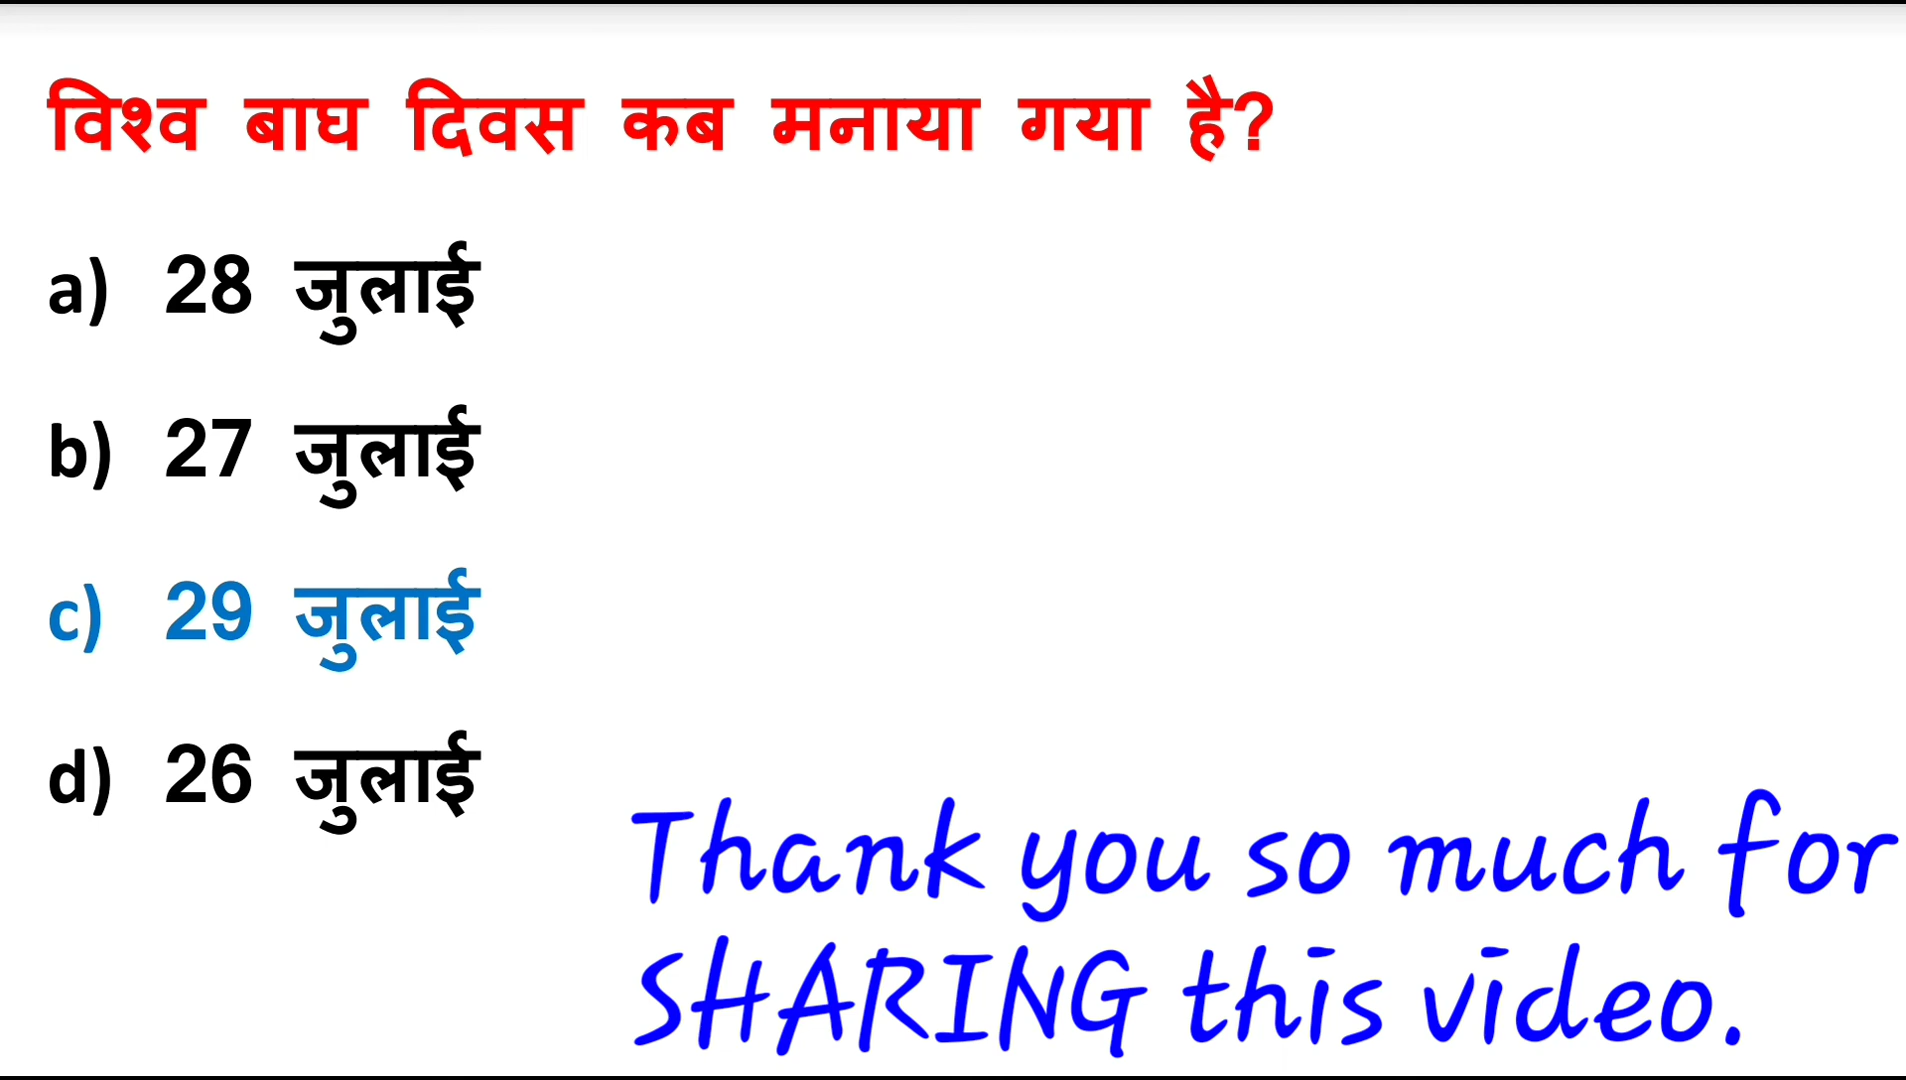 विश्व बाघ दिवस कब मनाया गया है?
a) 28 जुलाई
b) 27 जुलाई
c) 29 जुलाई
d) 26 जुलाई
Thank you so much for
SHARING this video.